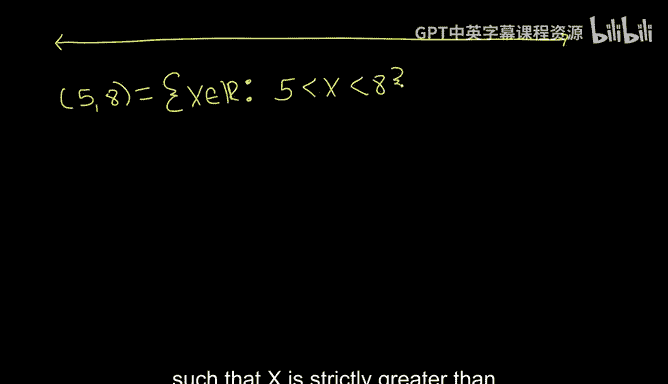 GPT中英字幕课程资源 bilibili
(5,8) = {x∈ℝ: 5<x<8}
such that X is strictly greater than